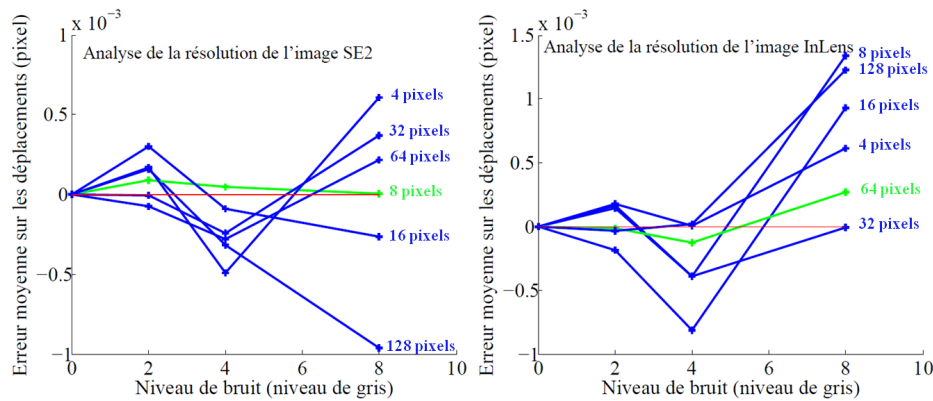 x 10⁻³
1
0.5
0
−0.5
−1
Erreur moyenne sur les déplacements (pixel)
Analyse de la résolution de l’image SE2
4 pixels
32 pixels
64 pixels
8 pixels
16 pixels
128 pixels
0 2 4 6 8 10
Niveau de bruit (niveau de gris)
x 10⁻³
1.5
1
0.5
0
−0.5
−1
Erreur moyenne sur les déplacements (pixel)
Analyse de la résolution de l’image InLens
8 pixels
128 pixels
16 pixels
4 pixels
64 pixels
32 pixels
0 2 4 6 8 10
Niveau de bruit (niveau de gris)